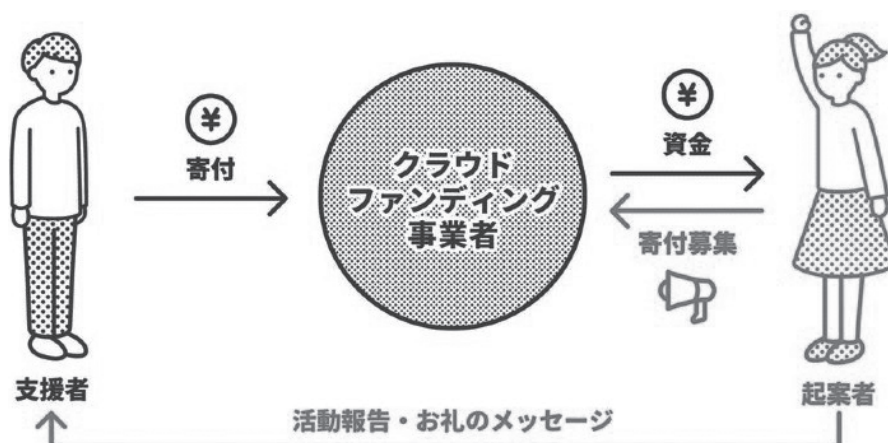 ¥
寄付
クラウド
ファンディング
事業者
¥
資金
寄付募集
支援者
起案者
活動報告・お礼のメッセージ